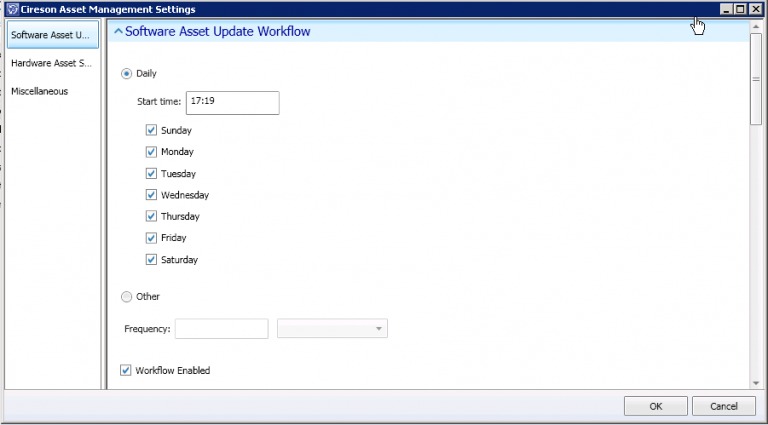 Cireson Asset Management Settings
Software Asset U...
Hardware Asset S...
Miscellaneous
Software Asset Update Workflow
Daily
Start time: 17:19
Sunday
Monday
Tuesday
Wednesday
Thursday
Friday
Saturday
Other
Frequency:
Workflow Enabled
OK Cancel